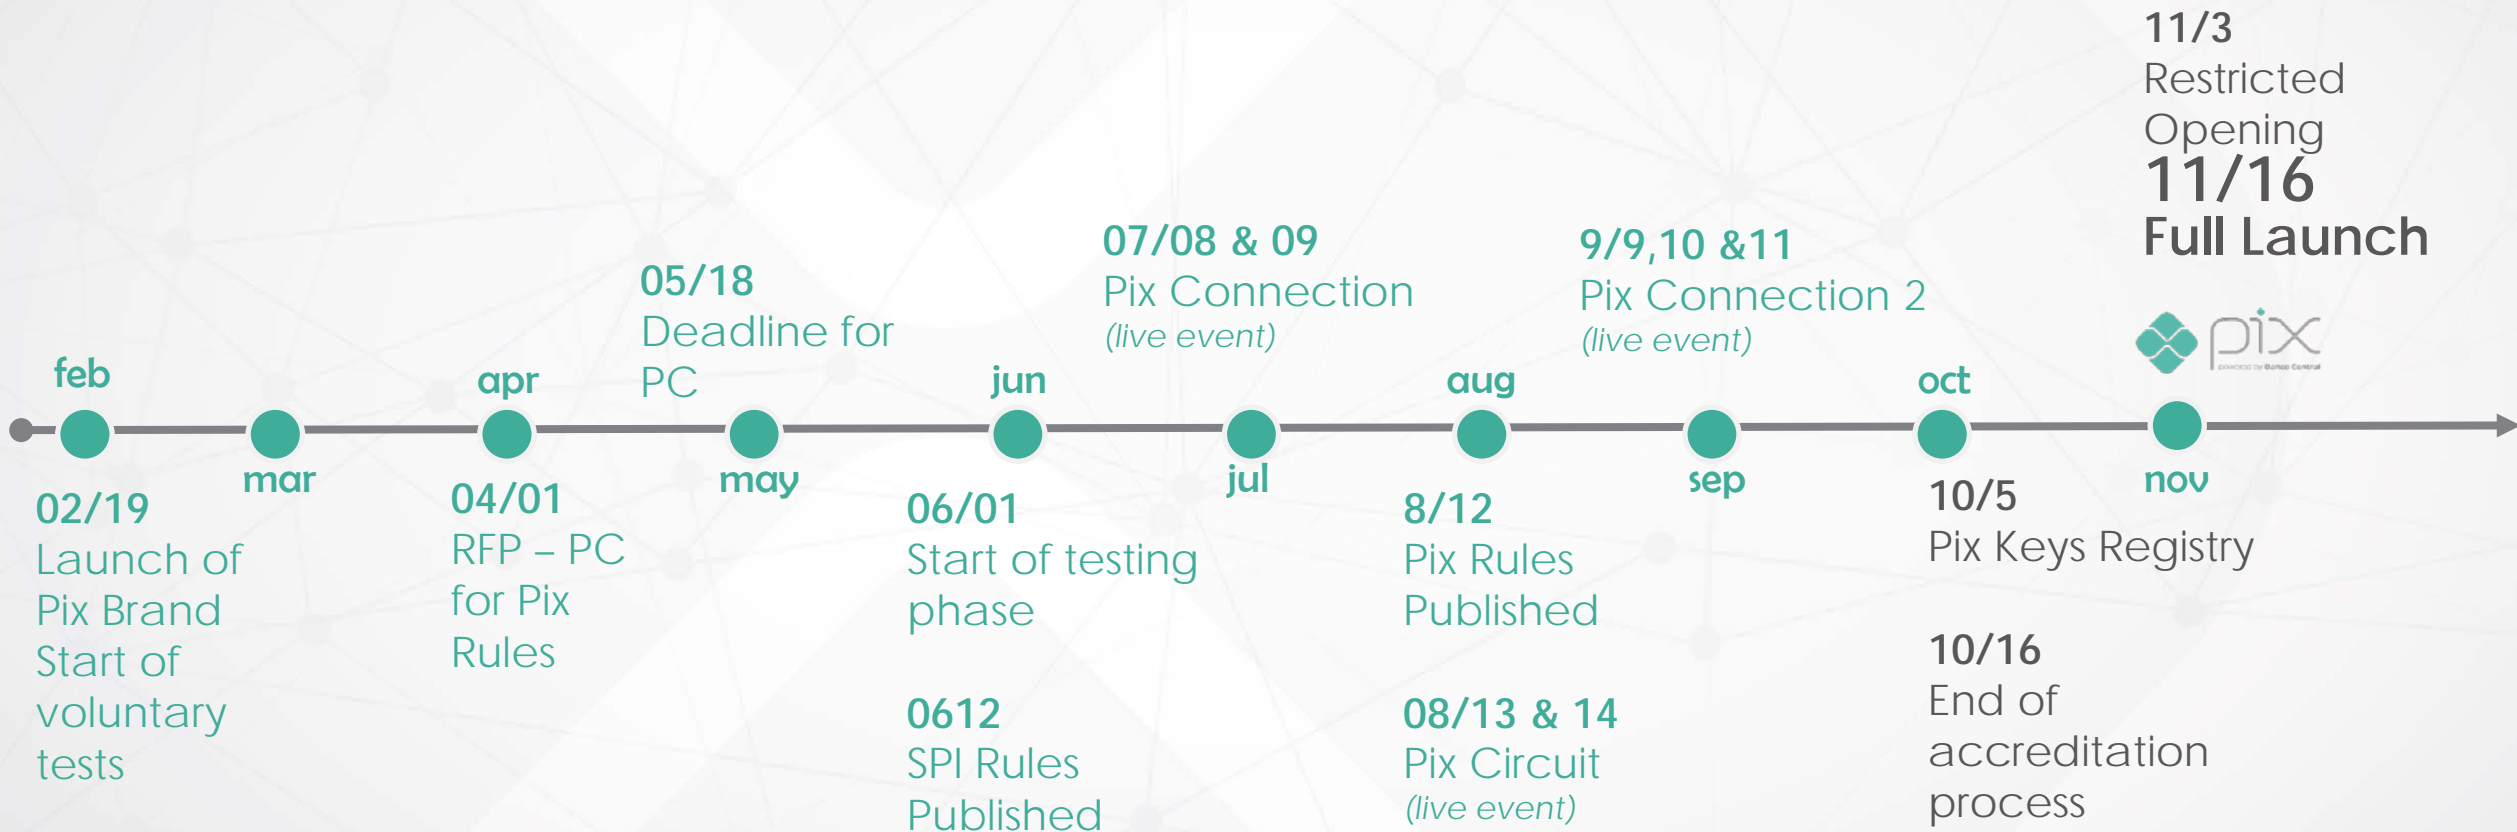 feb
02/19
Launch of
Pix Brand
Start of
voluntary
tests
mar
apr
04/01
RFP – PC
for Pix
Rules
05/18
Deadline for
PC
may
jun
06/01
Start of testing
phase
0612
SPI Rules
Published
07/08 & 09
Pix Connection
(live event)
jul
aug
8/12
Pix Rules
Published
08/13 & 14
Pix Circuit
(live event)
9/9,10 &11
Pix Connection 2
(live event)
sep
oct
10/5
Pix Keys Registry
10/16
End of
accreditation
process
11/3
Restricted
Opening
11/16
Full Launch
pix
powered by Banco Central
nov